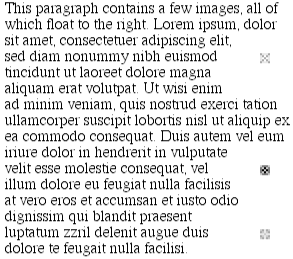 This paragraph contains a few images, all of
which float to the right. Lorem ipsum, dolor
sit amet, consectetuer adipiscing elit,
sed diam nonummy nibh euismod
tincidunt ut laoreet dolore magna
aliquam erat volutpat. Ut wisi enim
ad minim veniam, quis nostrud exerci tation
ullamcorper suscipit lobortis nisl ut aliquip ex
ea commodo consequat. Duis autem vel eum
iriure dolor in hendrerit in vulputate
velit esse molestie consequat, vel
illum dolore eu feugiat nulla facilisis
at vero eros et accumsan et iusto odio
dignissim qui blandit praesent
luptatum zzril delenit augue duis
dolore te feugait nulla facilisi.